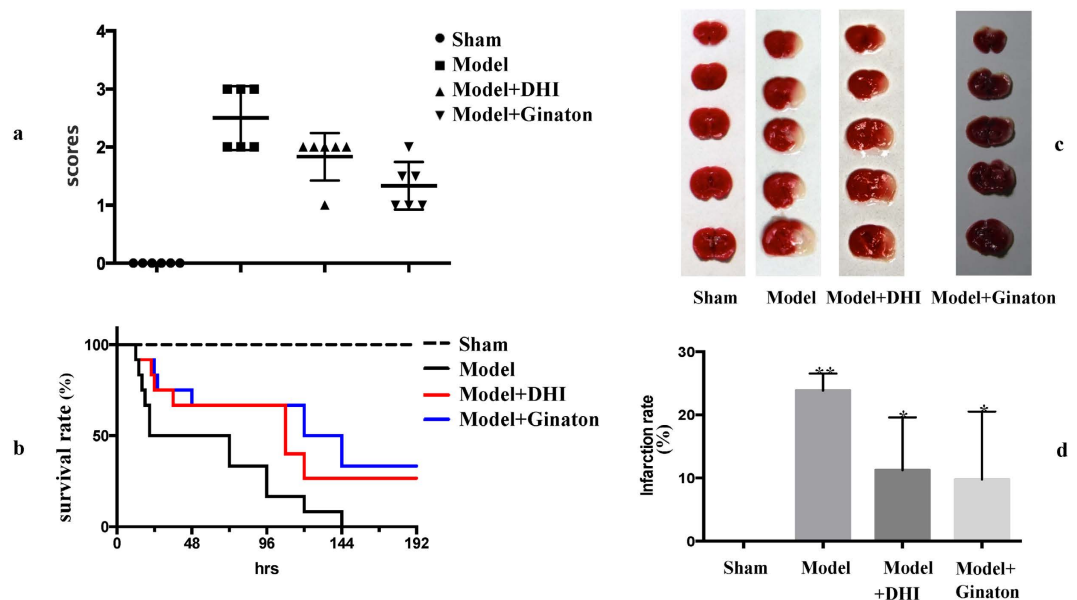 a
scores
4
3
2
1
0
Sham
Model
Model+DHI
Model+Ginaton
b
survival rate (%)
100
50
0
0 48 96 144 192
hrs
Sham
Model
Model+DHI
Model+Ginaton
c
Sham Model Model+DHI Model+Ginaton
d
Infarction rate
(%)
30
20
10
0
**
*
*
Sham Model Model Model+
+DHI Ginaton